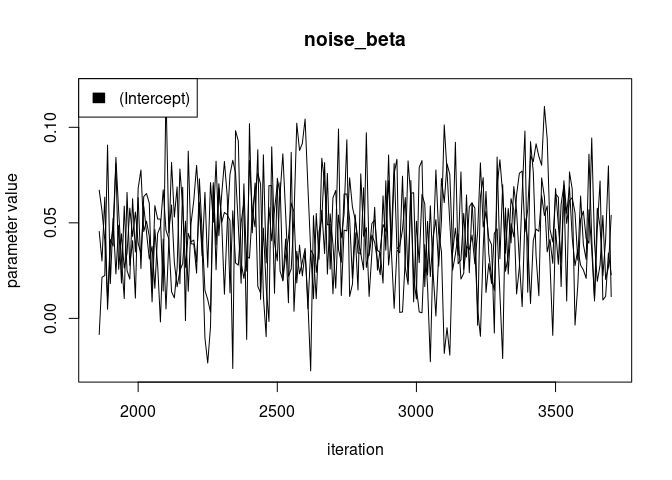 noise_beta
(Intercept)
parameter value
0.10
0.05
0.00
2000 2500 3000 3500
iteration